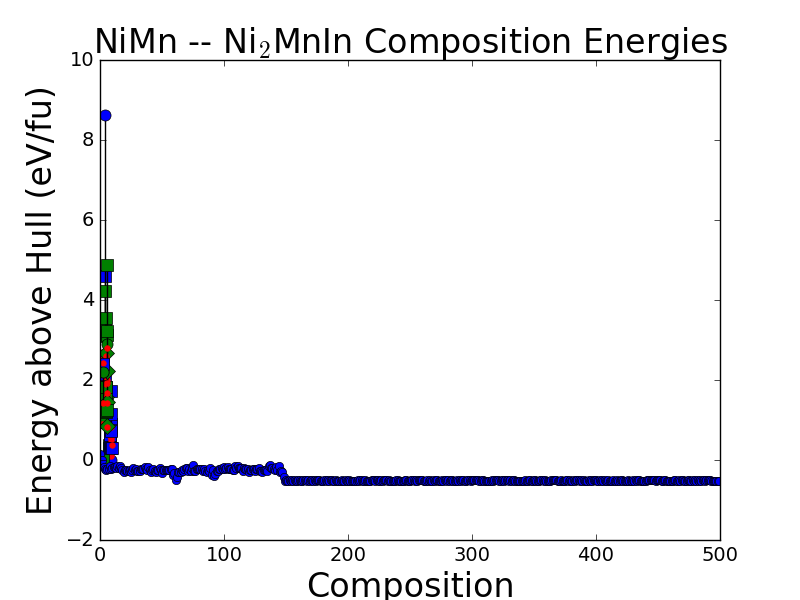 NiMn -- Ni₂MnIn Composition Energies
10
8
6
4
2
0
−2
Energy above Hull (eV/fu)
0 100 200 300 400 500
Composition